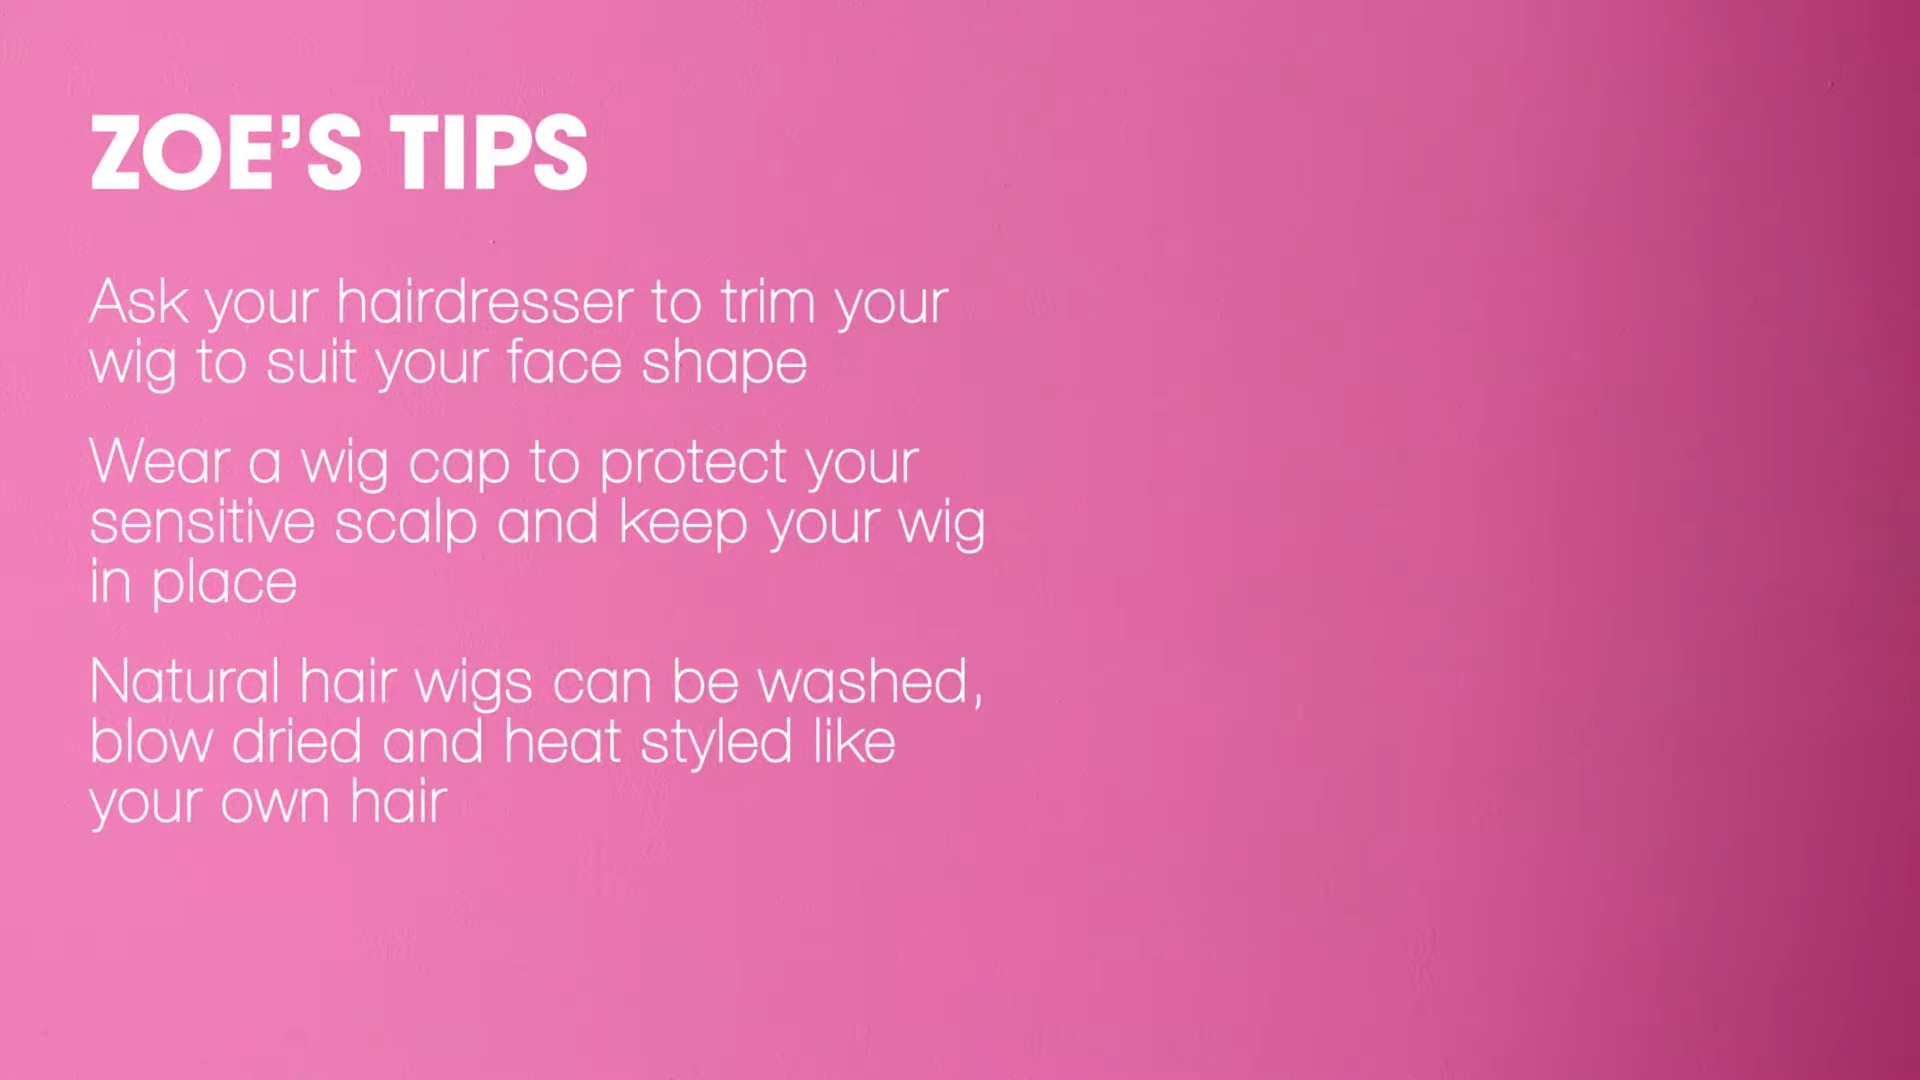 ZOE’S TIPS
Ask your hairdresser to trim your
wig to suit your face shape
Wear a wig cap to protect your
sensitive scalp and keep your wig
in place
Natural hair wigs can be washed,
blow dried and heat styled like
your own hair